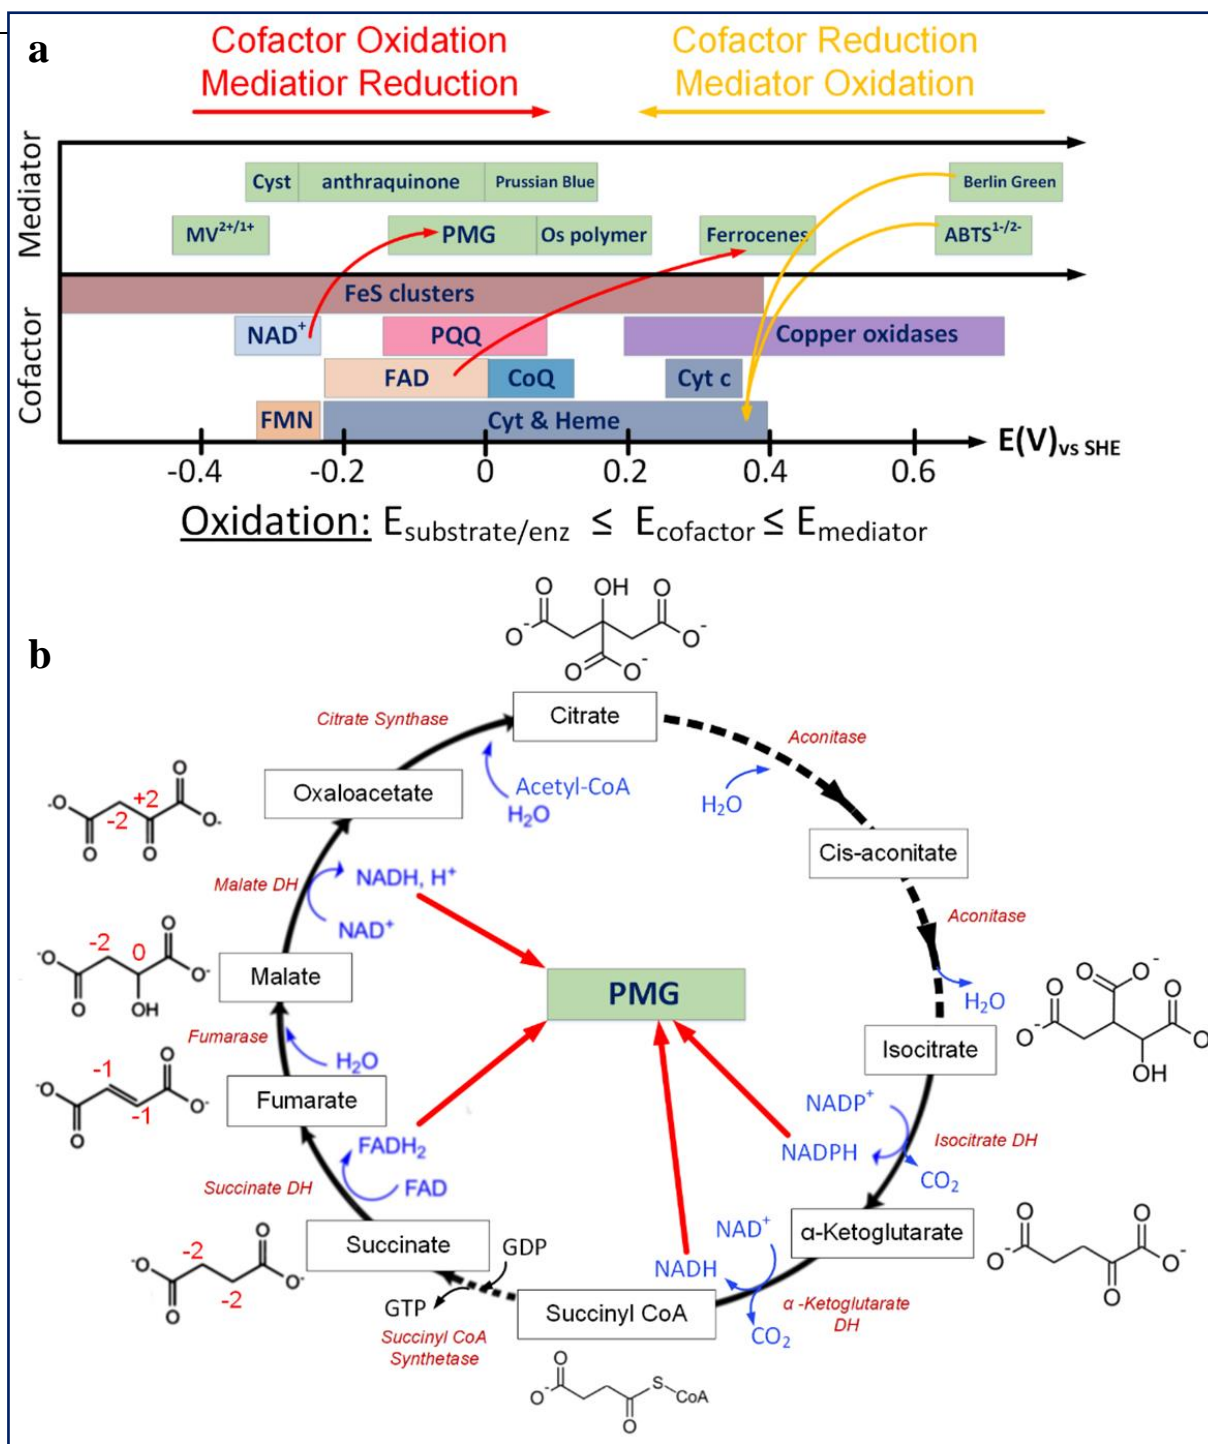 a
Cofactor Oxidation
Mediatior Reduction
Cofactor Reduction
Mediator Oxidation
Mediator
Cyst
anthraquinone
Prussian Blue
Berlin Green
MV2+/1+
PMG
Os polymer
Ferrocenes
ABTS1-/2-
Cofactor
FeS clusters
NAD+
PQQ
Copper oxidases
FAD
CoQ
Cyt c
FMN
Cyt & Heme
-0.4
-0.2
0
0.2
0.4
0.6
E(V)vs SHE
Oxidation: Esubstrate/enz ≤ Ecofactor ≤ Emediator
b
O
OH
O
O-
O-
O
O-
Citrate Synthase
Citrate
Aconitase
Oxaloacetate
Acetyl-CoA
H2O
H2O
O
+2
O
-O
-2
O-
O
O
Cis-aconitate
Malate DH
NADH, H+
Aconitase
NAD+
-2
0
O
-O
O-
O
OH
Malate
PMG
H2O
O
O-
O
O
O-
O-
O
OH
Fumarase
H2O
Isocitrate
-1
O
-O
-1
O-
O
Fumarate
NADP+
Isocitrate DH
FADH2
NADPH
CO2
Succinate DH
FAD
α-Ketoglutarate
O
O
O-
O-
O
-2
O
-O
-2
O-
O
Succinate
GDP
NAD+
NADH
GTP
Succinyl CoA
α -Ketoglutarate
DH
CO2
Succinyl CoA
Synthetase
O
O-
S
CoA
O